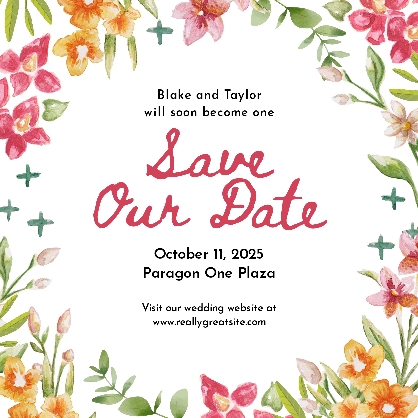 Blake and Taylor
will soon become one
Save
Our Date
October 11, 2025
Paragon One Plaza
Visit our wedding website at
www.reallygreatsite.com